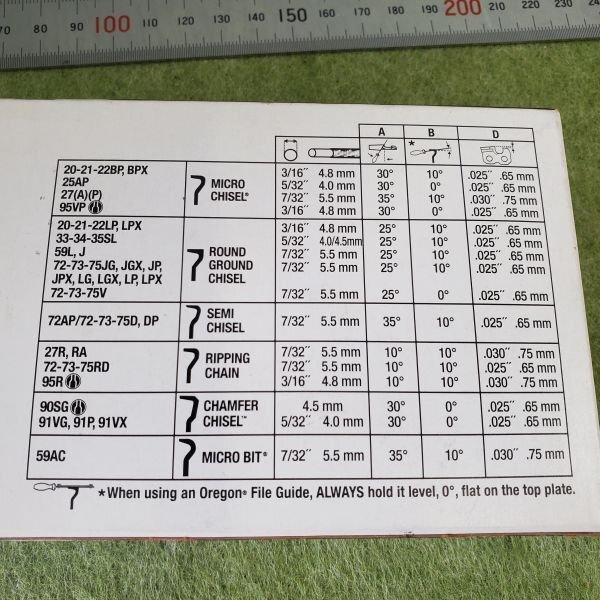 70 80 90 100 110 120 130 140 150 160 170 180 190 200 210 220 230
A B D
*
20-21-22BP, BPX 3/16″ 4.8 mm 30° 10° .025″ .65 mm
25AP MICRO 5/32″ 4.0 mm 30° 0° .025″ .65 mm
27(A)(P) CHISEL® 7/32″ 5.5 mm 35° 10° .030″ .75 mm
95VP 3/16″ 4.8 mm 30° 0° .025″ .65 mm
20-21-22LP, LPX 3/16″ 4.8 mm 25° 10° .025″ .65 mm
33-34-35SL 5/32″ 4.0/4.5mm 25° 0° .025″ .65 mm
59L, J ROUND 7/32″ 5.5 mm 25° 10° .025″ .65 mm
72-73-75JG, JGX, JP, GROUND 7/32″ 5.5 mm 25° 10° .025″ .65 mm
JPX, LG, LGX, LP, LPX CHISEL
72-73-75V 7/32″ 5.5 mm 25° 0° .025″ .65 mm
72AP/72-73-75D, DP SEMI CHISEL 7/32″ 5.5 mm 35° 10° .025″ .65 mm
27R, RA RIPPING 7/32″ 5.5 mm 10° 10° .030″ .75 mm
72-73-75RD CHAIN 7/32″ 5.5 mm 10° 10° .025″ .65 mm
95R 3/16″ 4.8 mm 10° 10° .030″ .75 mm
90SG CHAMFER 4.5 mm 30° 0° .025″ .65 mm
91VG, 91P, 91VX CHISEL™ 5/32″ 4.0 mm 30° 0° .025″ .65 mm
59AC MICRO BIT® 7/32″ 5.5 mm 35° 10° .030″ .75 mm
*When using an Oregon® File Guide, ALWAYS hold it level, 0°, flat on the top plate.